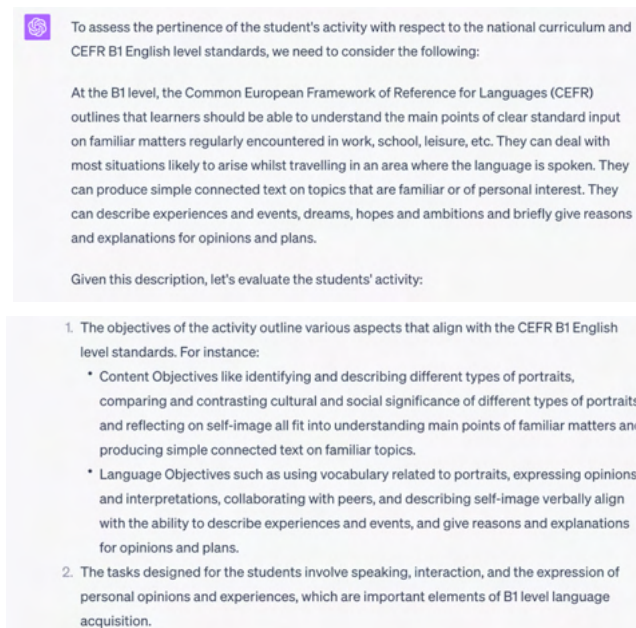 To assess the pertinence of the student's activity with respect to the national curriculum and
CEFR B1 English level standards, we need to consider the following:
At the B1 level, the Common European Framework of Reference for Languages (CEFR)
outlines that learners should be able to understand the main points of clear standard input
on familiar matters regularly encountered in work, school, leisure, etc. They can deal with
most situations likely to arise whilst travelling in an area where the language is spoken. They
can produce simple connected text on topics that are familiar or of personal interest. They
can describe experiences and events, dreams, hopes and ambitions and briefly give reasons
and explanations for opinions and plans.
Given this description, let's evaluate the students' activity:
1. The objectives of the activity outline various aspects that align with the CEFR B1 English
level standards. For instance:
• Content Objectives like identifying and describing different types of portraits,
comparing and contrasting cultural and social significance of different types of portraits
and reflecting on self-image all fit into understanding main points of familiar matters and
producing simple connected text on familiar topics.
• Language Objectives such as using vocabulary related to portraits, expressing opinions
and interpretations, collaborating with peers, and describing self-image verbally align
with the ability to describe experiences and events, and give reasons and explanations
for opinions and plans.
2. The tasks designed for the students involve speaking, interaction, and the expression of
personal opinions and experiences, which are important elements of B1 level language
acquisition.